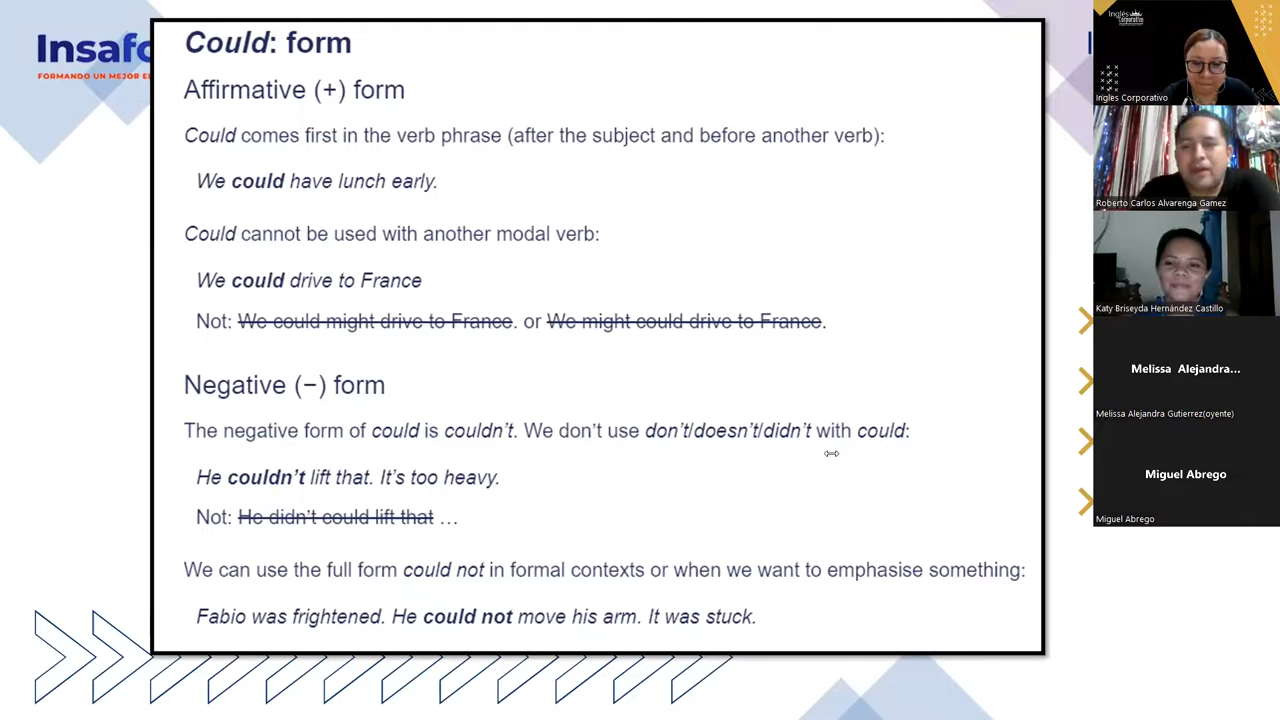 Insafo
FORMANDO UN MEJOR EL
Could: form
Affirmative (+) form
Could comes first in the verb phrase (after the subject and before another verb):
We could have lunch early.
Could cannot be used with another modal verb:
We could drive to France
Not: We could might drive to France. or We might could drive to France.
Negative (−) form
The negative form of could is couldn’t. We don’t use don’t/doesn’t/didn’t with could:
He couldn’t lift that. It’s too heavy.
Not: He didn’t could lift that …
We can use the full form could not in formal contexts or when we want to emphasise something:
Fabio was frightened. He could not move his arm. It was stuck.
Inglés
Corporativo
Ingles Corporativo
Roberto Carlos Alvarenga Gamez
Katy Briseyda Hernández Castillo
Melissa Alejandra...
Melissa Alejandra Gutierrez(oyente)
Miguel Abrego
Miguel Abrego